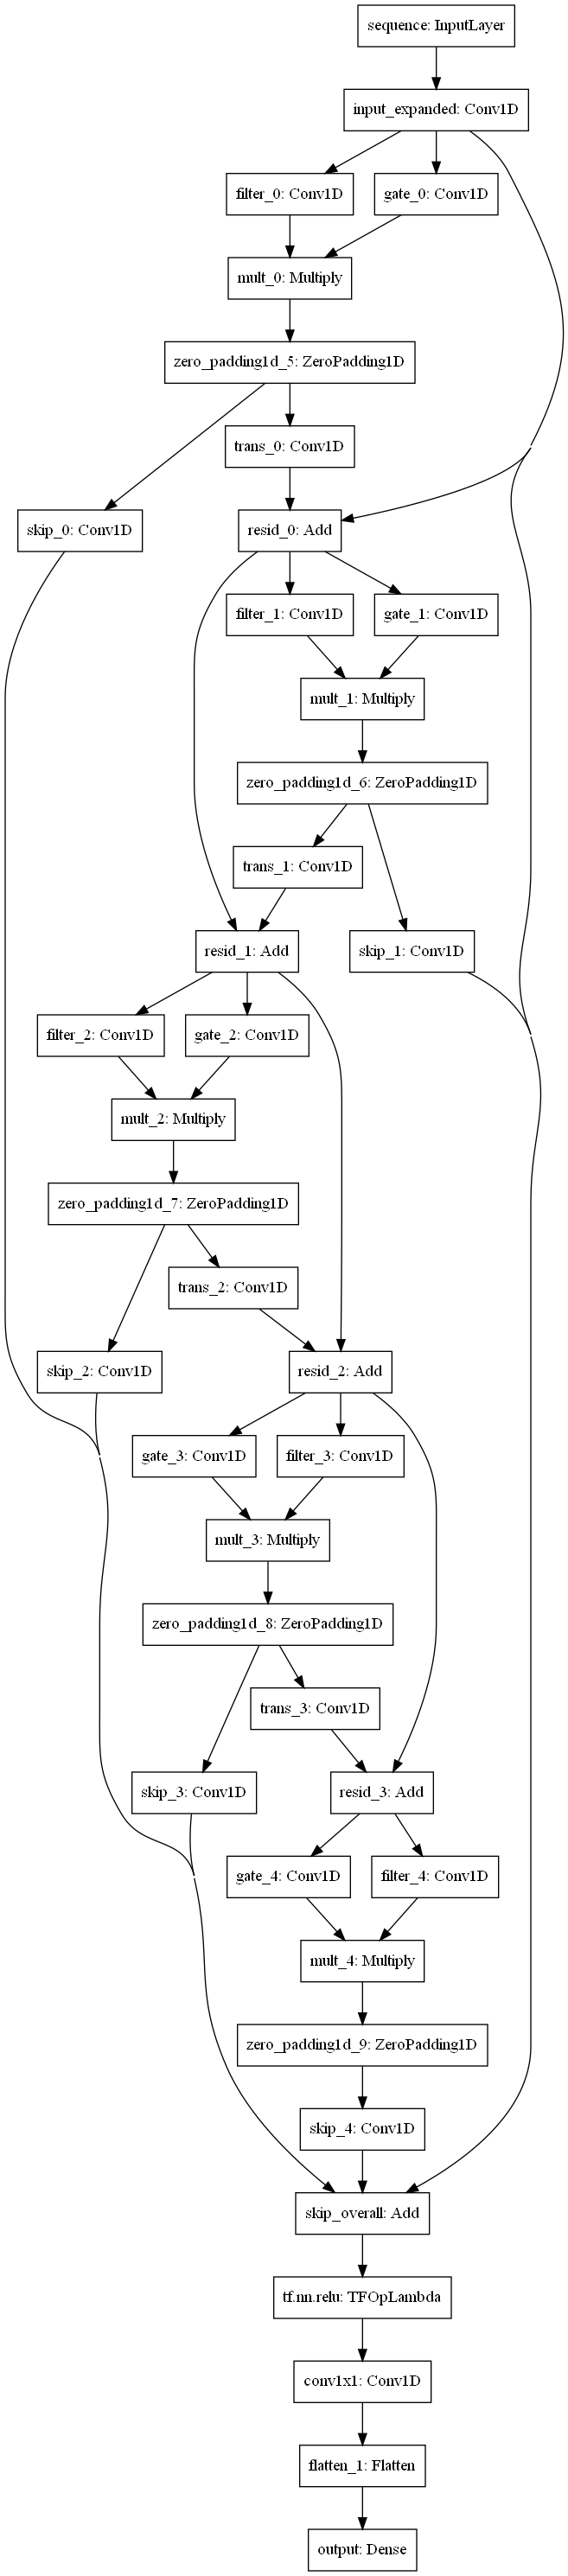 sequence: InputLayer
input_expanded: Conv1D
filter_0: Conv1D
gate_0: Conv1D
mult_0: Multiply
zero_padding1d_5: ZeroPadding1D
trans_0: Conv1D
skip_0: Conv1D
resid_0: Add
filter_1: Conv1D
gate_1: Conv1D
mult_1: Multiply
zero_padding1d_6: ZeroPadding1D
trans_1: Conv1D
resid_1: Add
skip_1: Conv1D
filter_2: Conv1D
gate_2: Conv1D
mult_2: Multiply
zero_padding1d_7: ZeroPadding1D
trans_2: Conv1D
skip_2: Conv1D
resid_2: Add
gate_3: Conv1D
filter_3: Conv1D
mult_3: Multiply
zero_padding1d_8: ZeroPadding1D
trans_3: Conv1D
skip_3: Conv1D
resid_3: Add
gate_4: Conv1D
filter_4: Conv1D
mult_4: Multiply
zero_padding1d_9: ZeroPadding1D
skip_4: Conv1D
skip_overall: Add
tf.nn.relu: TFOpLambda
conv1x1: Conv1D
flatten_1: Flatten
output: Dense